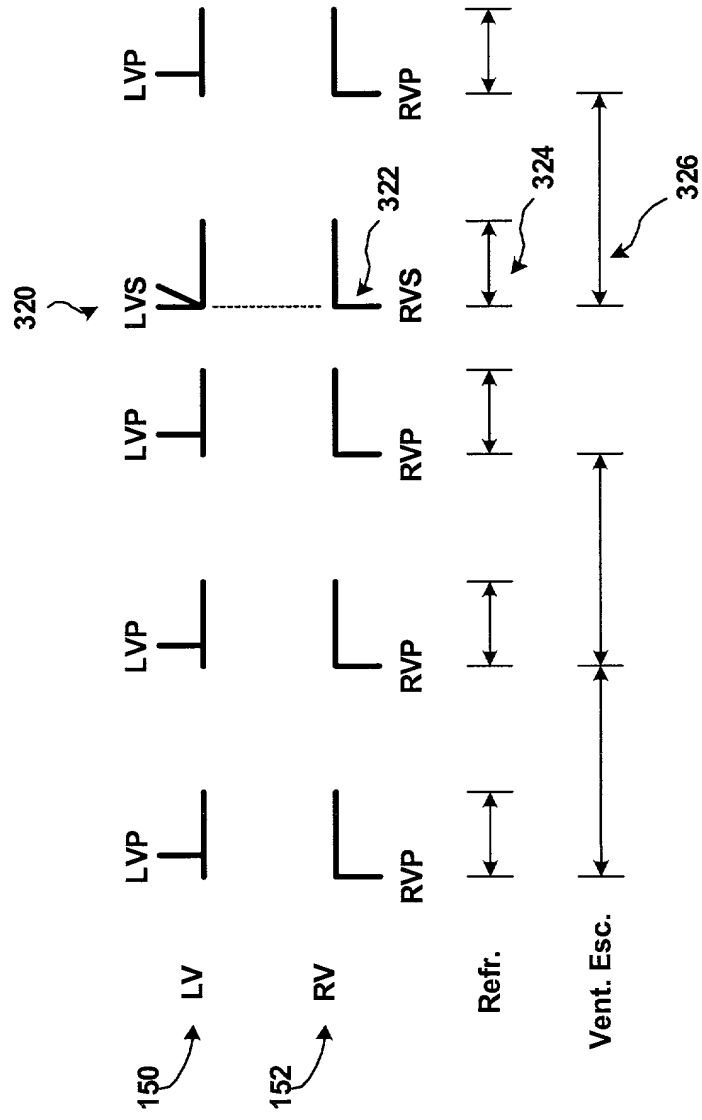 320
LVP LVP LVP LVS LVP
150
LV
152
RV
322
RVP RVP RVP RVS RVP
Refr.
324
Vent. Esc.
326